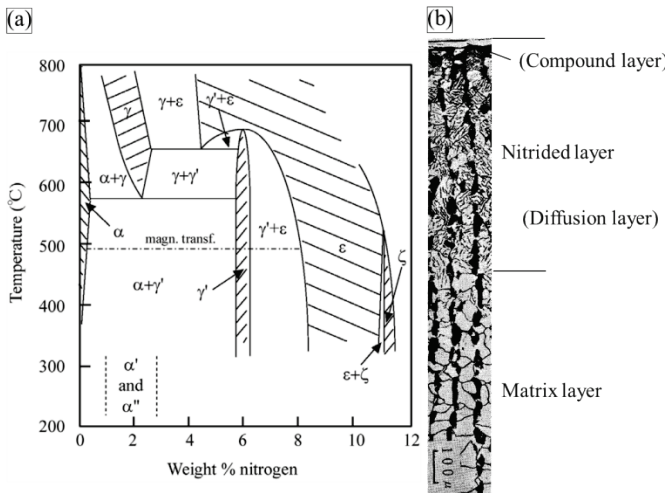 (a)
800
700
600
500
400
300
200
Temperature (℃)
0
2
4
6
8
10
12
Weight % nitrogen
γ
γ+ε
γ'+ε
α+γ
γ+γ'
α
magn. transf.
γ'+ε
ε
ζ
α+γ'
γ'
ε+ζ
α'
and
α"
(b)
(Compound layer)
Nitrided layer
(Diffusion layer)
Matrix layer
100μ